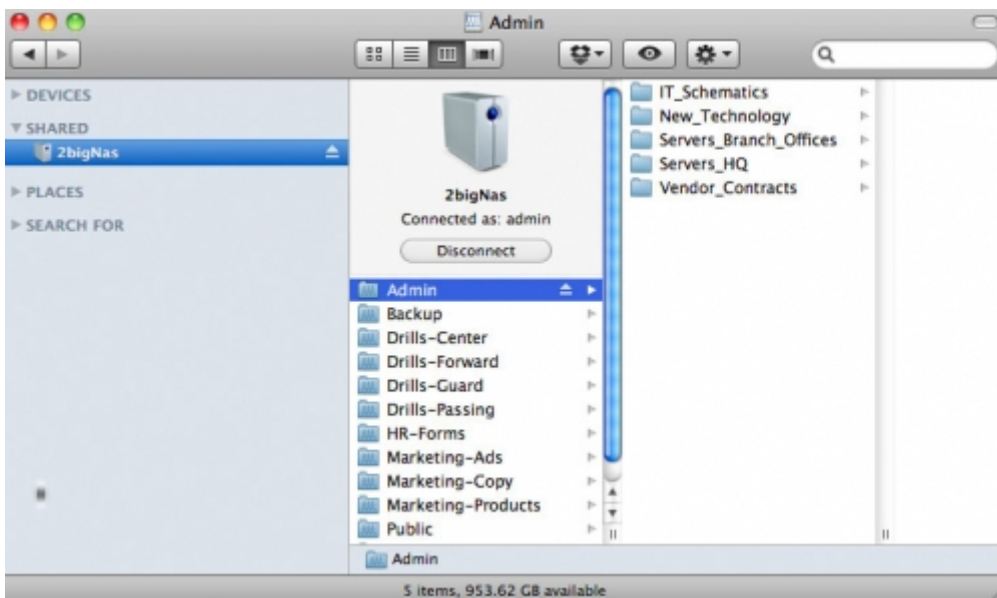 Admin
DEVICES
SHARED
2bigNas
PLACES
SEARCH FOR
2bigNas
Connected as: admin
Disconnect
Admin
Backup
Drills-Center
Drills-Forward
Drills-Guard
Drills-Passing
HR-Forms
Marketing-Ads
Marketing-Copy
Marketing-Products
Public
IT_Schematics
New_Technology
Servers_Branch_Offices
Servers_HQ
Vendor_Contracts
Admin
5 items, 953.62 GB available